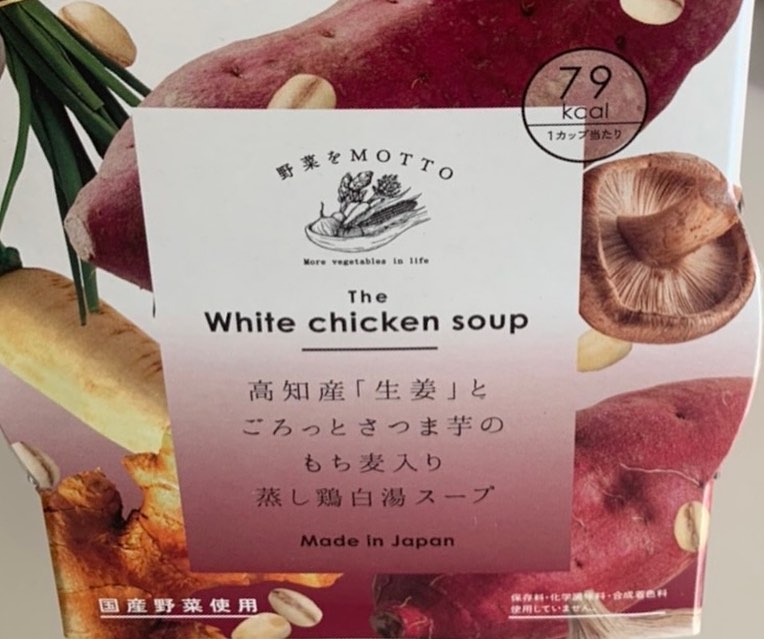 79
kcal
1カップ当たり
野菜をMOTTO
More vegetables in life
The
White chicken soup
高知産「生姜」と
ごろっとさつま芋の
もち麦入り
蒸し鶏白湯スープ
Made in Japan
国産野菜使用
保存料・化学調味料・合成着色料
使用していません。